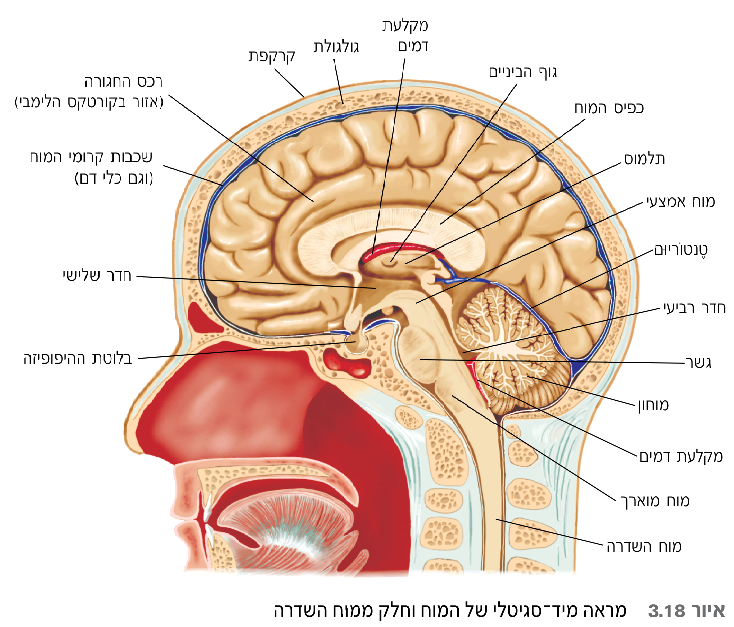 מקלעת
דמים
גולגולת
קרקפת
גוף הביניים
רכס החגורה
(אזור בקורטקס הלימבי)
כפיס המוח
שכבות קרומי המוח
(וגם כלי דם)
תלמוס
מוח אמצעי
טֶנטוֹריוּם
חדר שלישי
חדר רביעי
בלוטת ההיפופיזה
גשר
מוחון
מקלעת דמים
מוח מוארך
מוח השדרה
איור 3.18 מראה מיד־סגיטלי של המוח וחלק ממוח השדרה